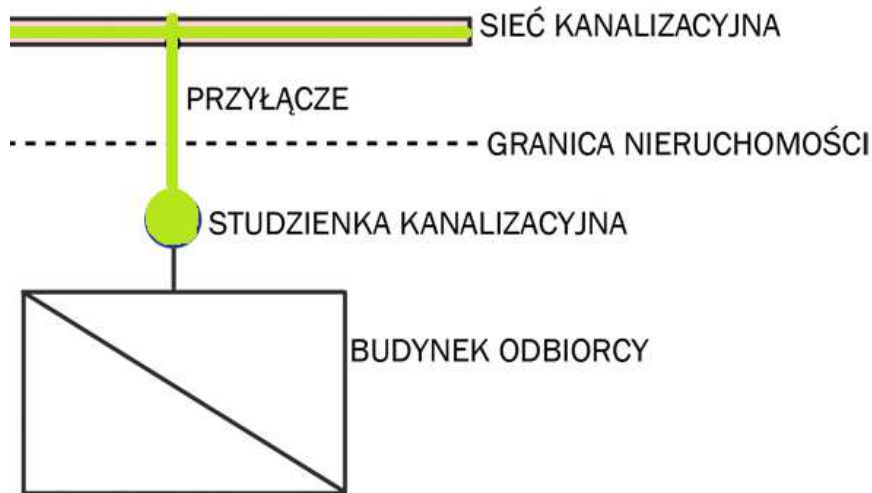 SIEĆ KANALIZACYJNA
PRZYŁĄCZE
GRANICA NIERUCHOMOŚCI
STUDZIENKA KANALIZACYJNA
BUDYNEK ODBIORCY